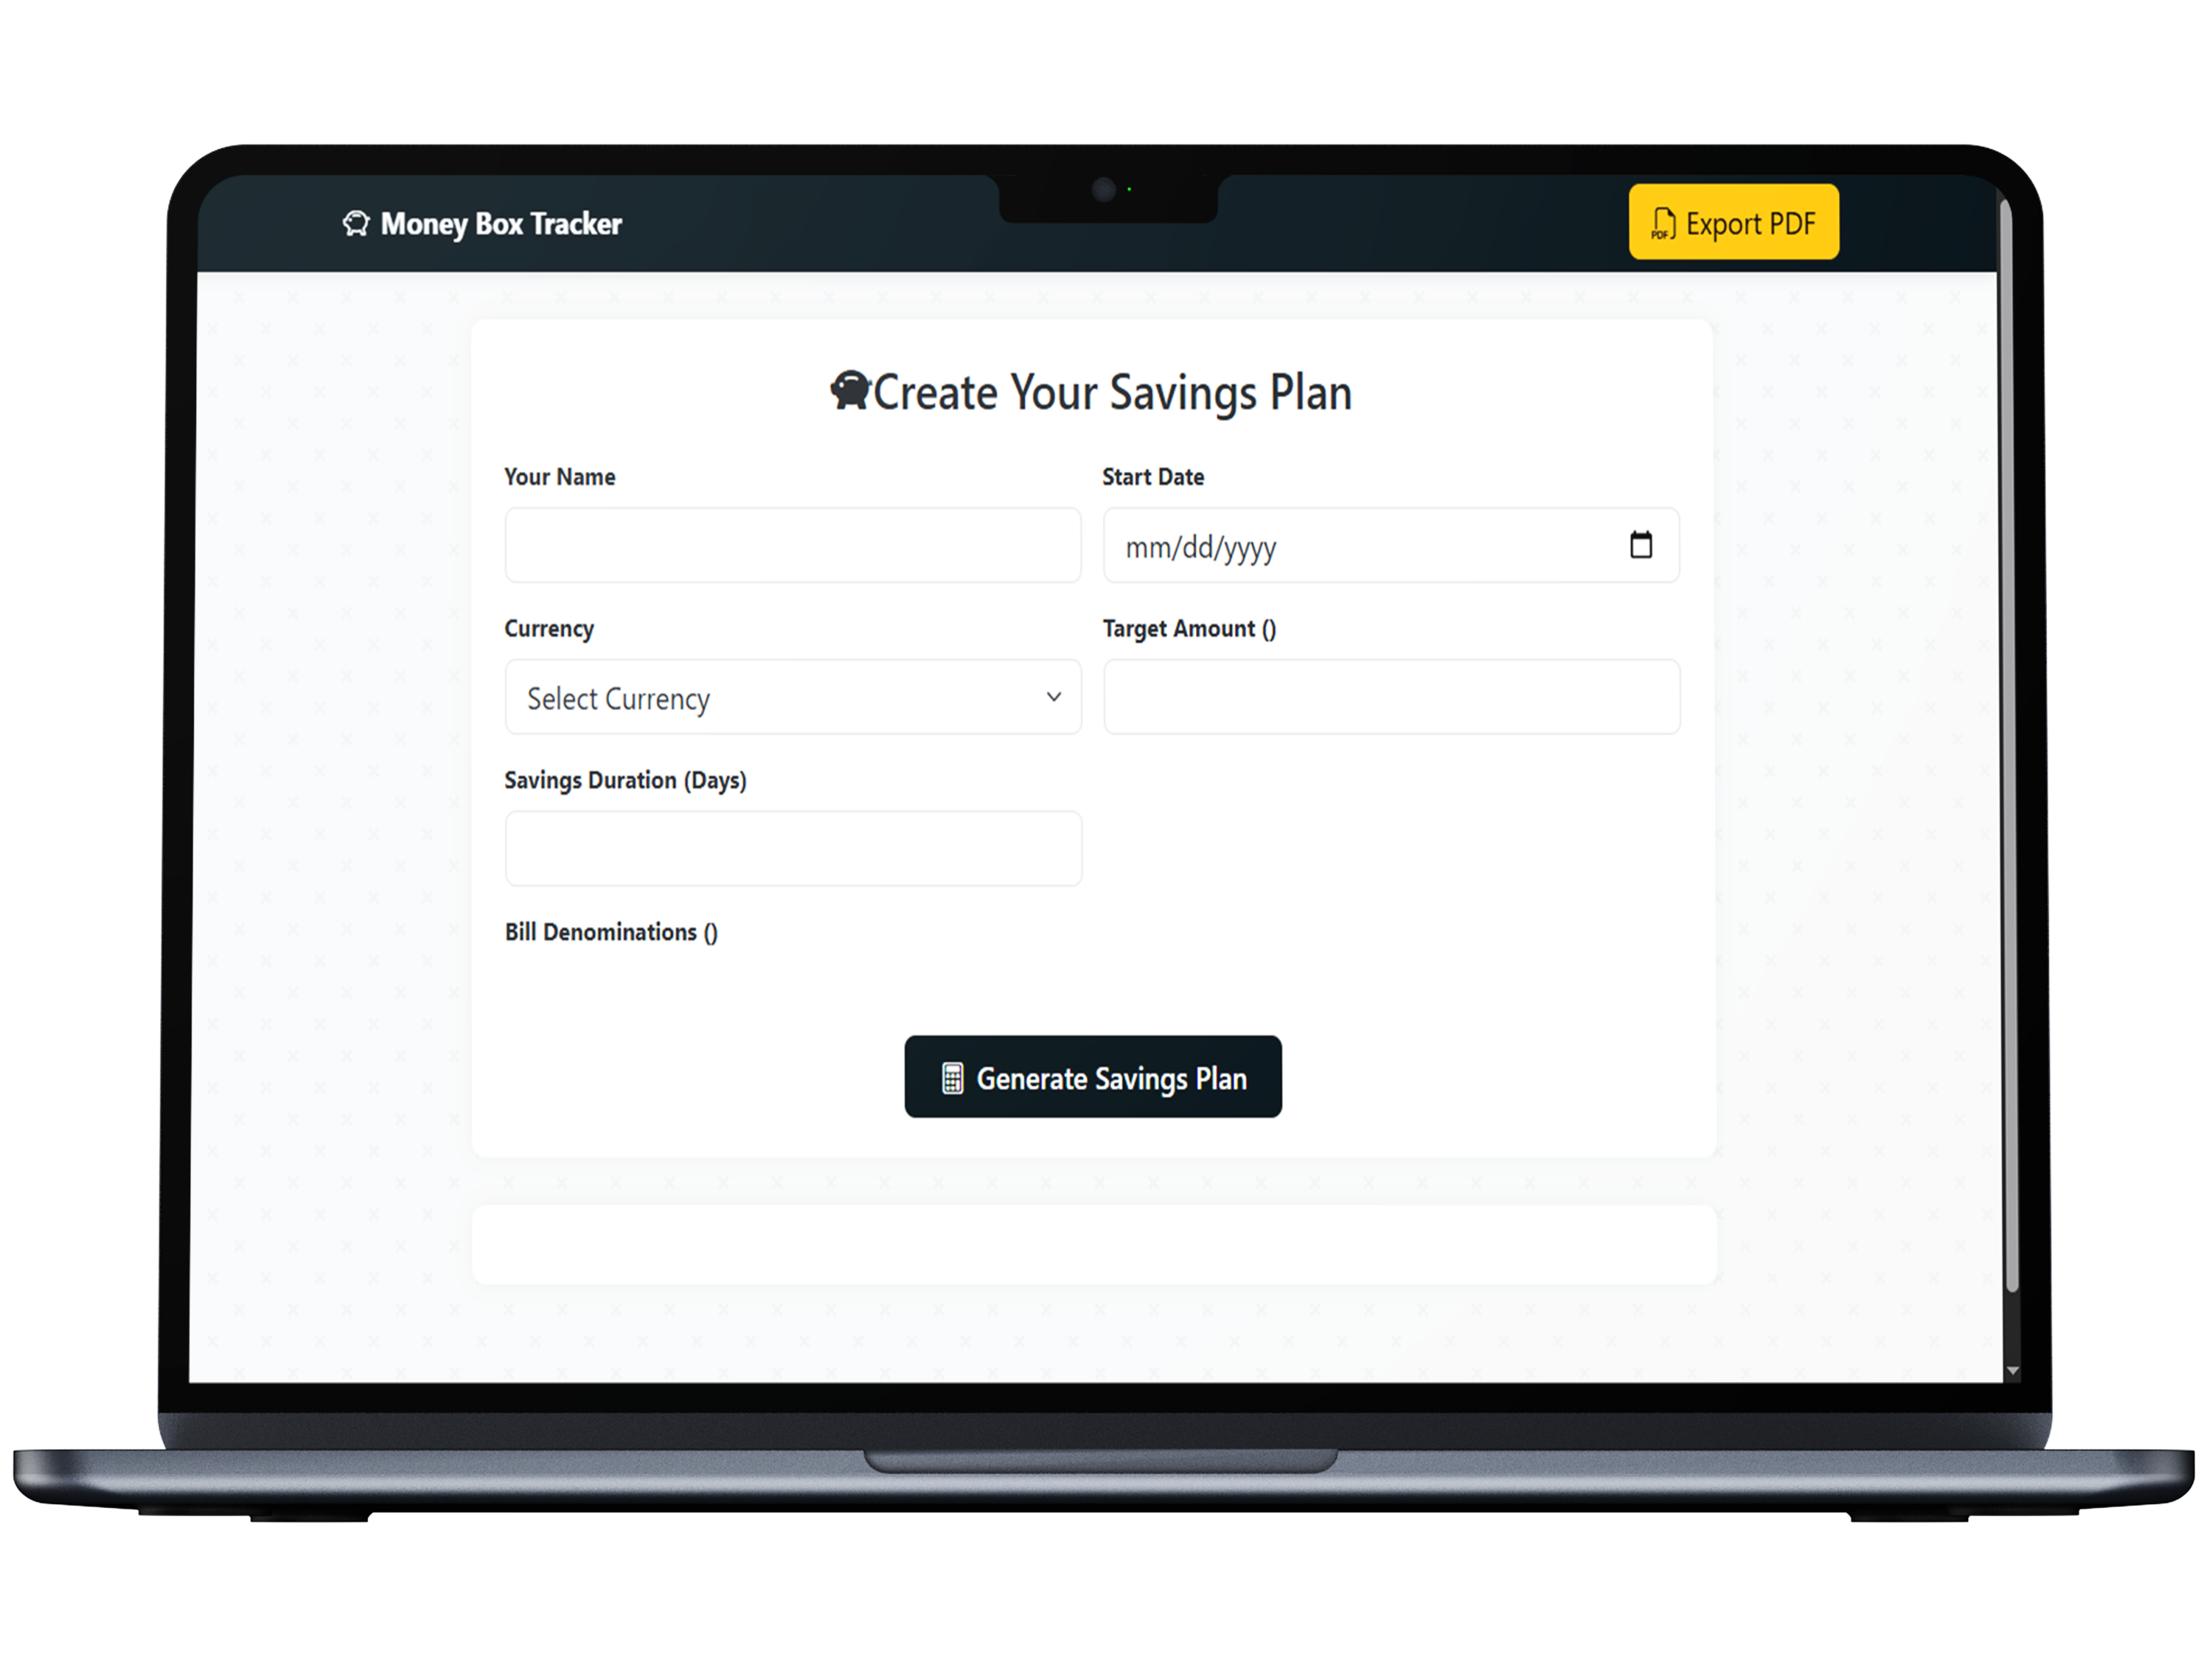 Money Box Tracker
PDF Export PDF
Create Your Savings Plan
Your Name
Start Date
mm/dd/yyyy
Currency
Target Amount ()
Select Currency
Savings Duration (Days)
Bill Denominations ()
Generate Savings Plan